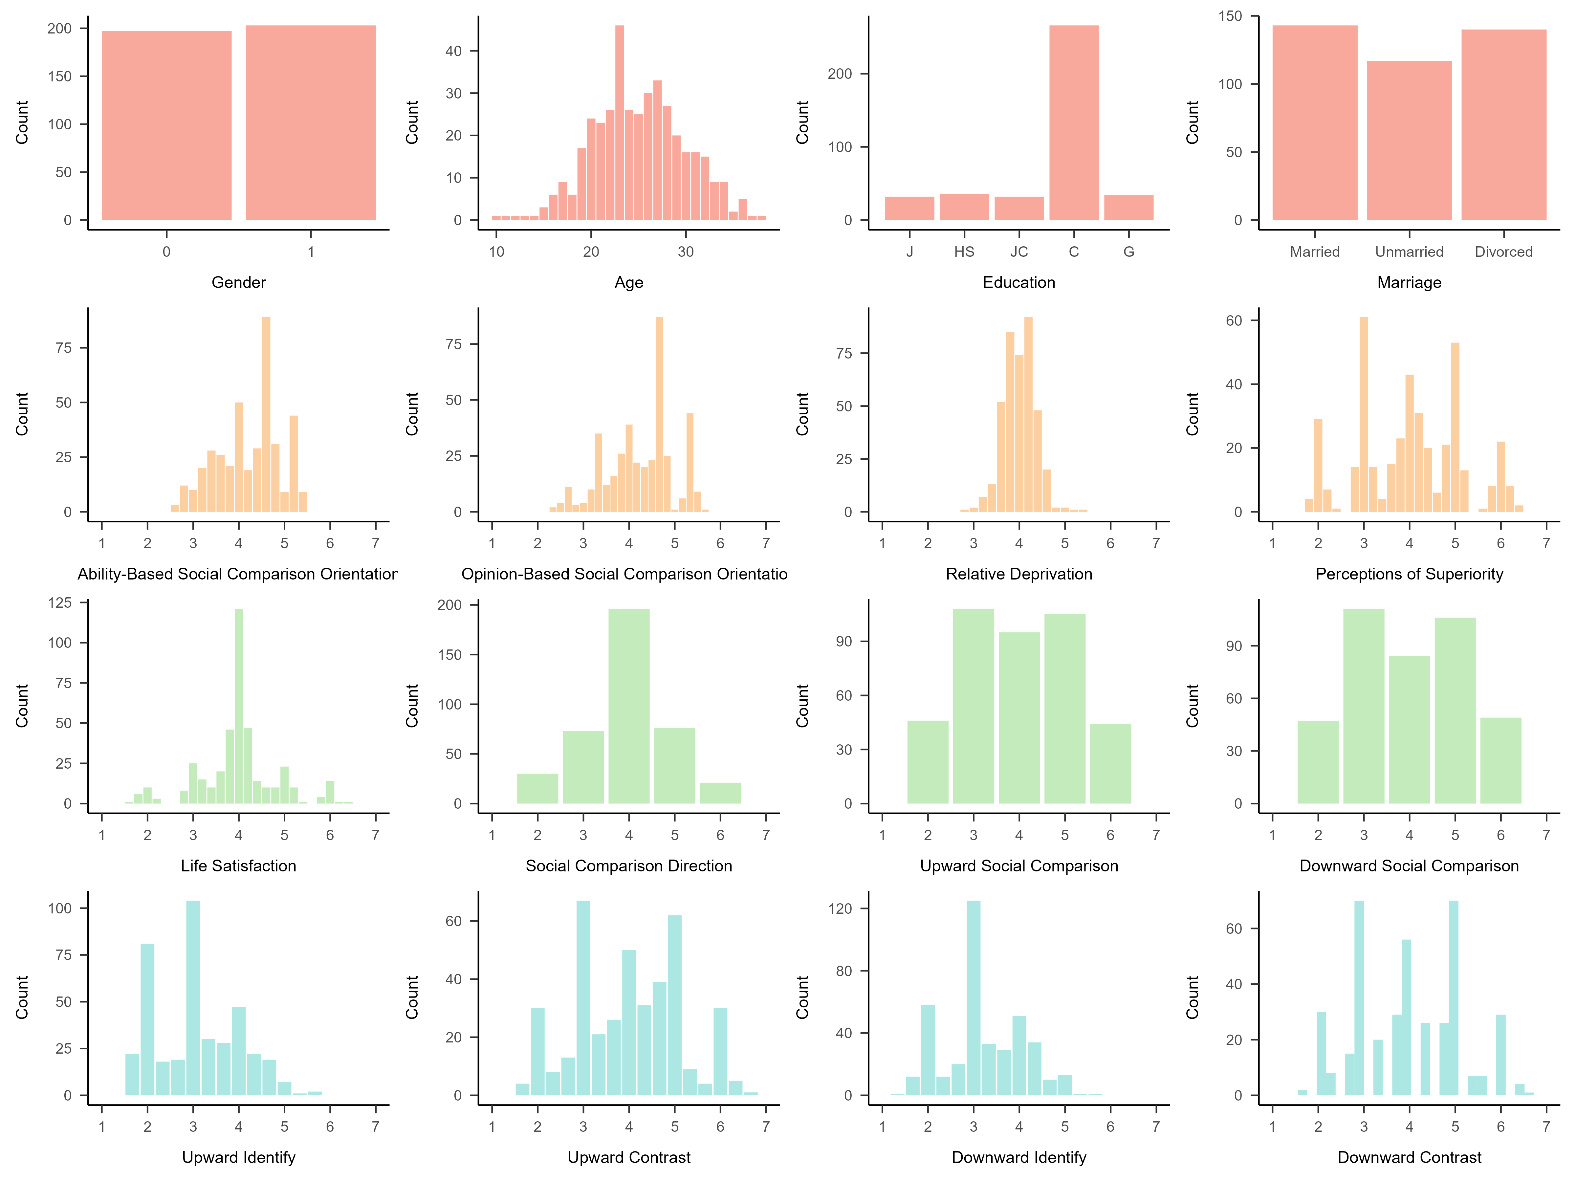 Count
200
150
100
50
0
0 1
Gender
Count
40
30
20
10
0
10 20 30
Age
Count
200
100
0
J HS JC C G
Education
Count
150
100
50
0
Married Unmarried Divorced
Marriage
Count
75
50
25
0
1 2 3 4 5 6 7
Ability-Based Social Comparison Orientation
Count
75
50
25
0
1 2 3 4 5 6 7
Opinion-Based Social Comparison Orientatio
Count
75
50
25
0
1 2 3 4 5 6 7
Relative Deprivation
Count
60
40
20
0
1 2 3 4 5 6 7
Perceptions of Superiority
Count
125
100
75
50
25
0
1 2 3 4 5 6 7
Life Satisfaction
Count
200
150
100
50
0
1 2 3 4 5 6 7
Social Comparison Direction
Count
90
60
30
0
1 2 3 4 5 6 7
Upward Social Comparison
Count
90
60
30
0
1 2 3 4 5 6 7
Downward Social Comparison
Count
100
75
50
25
0
1 2 3 4 5 6 7
Upward Identify
Count
60
40
20
0
1 2 3 4 5 6 7
Upward Contrast
Count
120
80
40
0
1 2 3 4 5 6 7
Downward Identify
Count
60
40
20
0
1 2 3 4 5 6 7
Downward Contrast